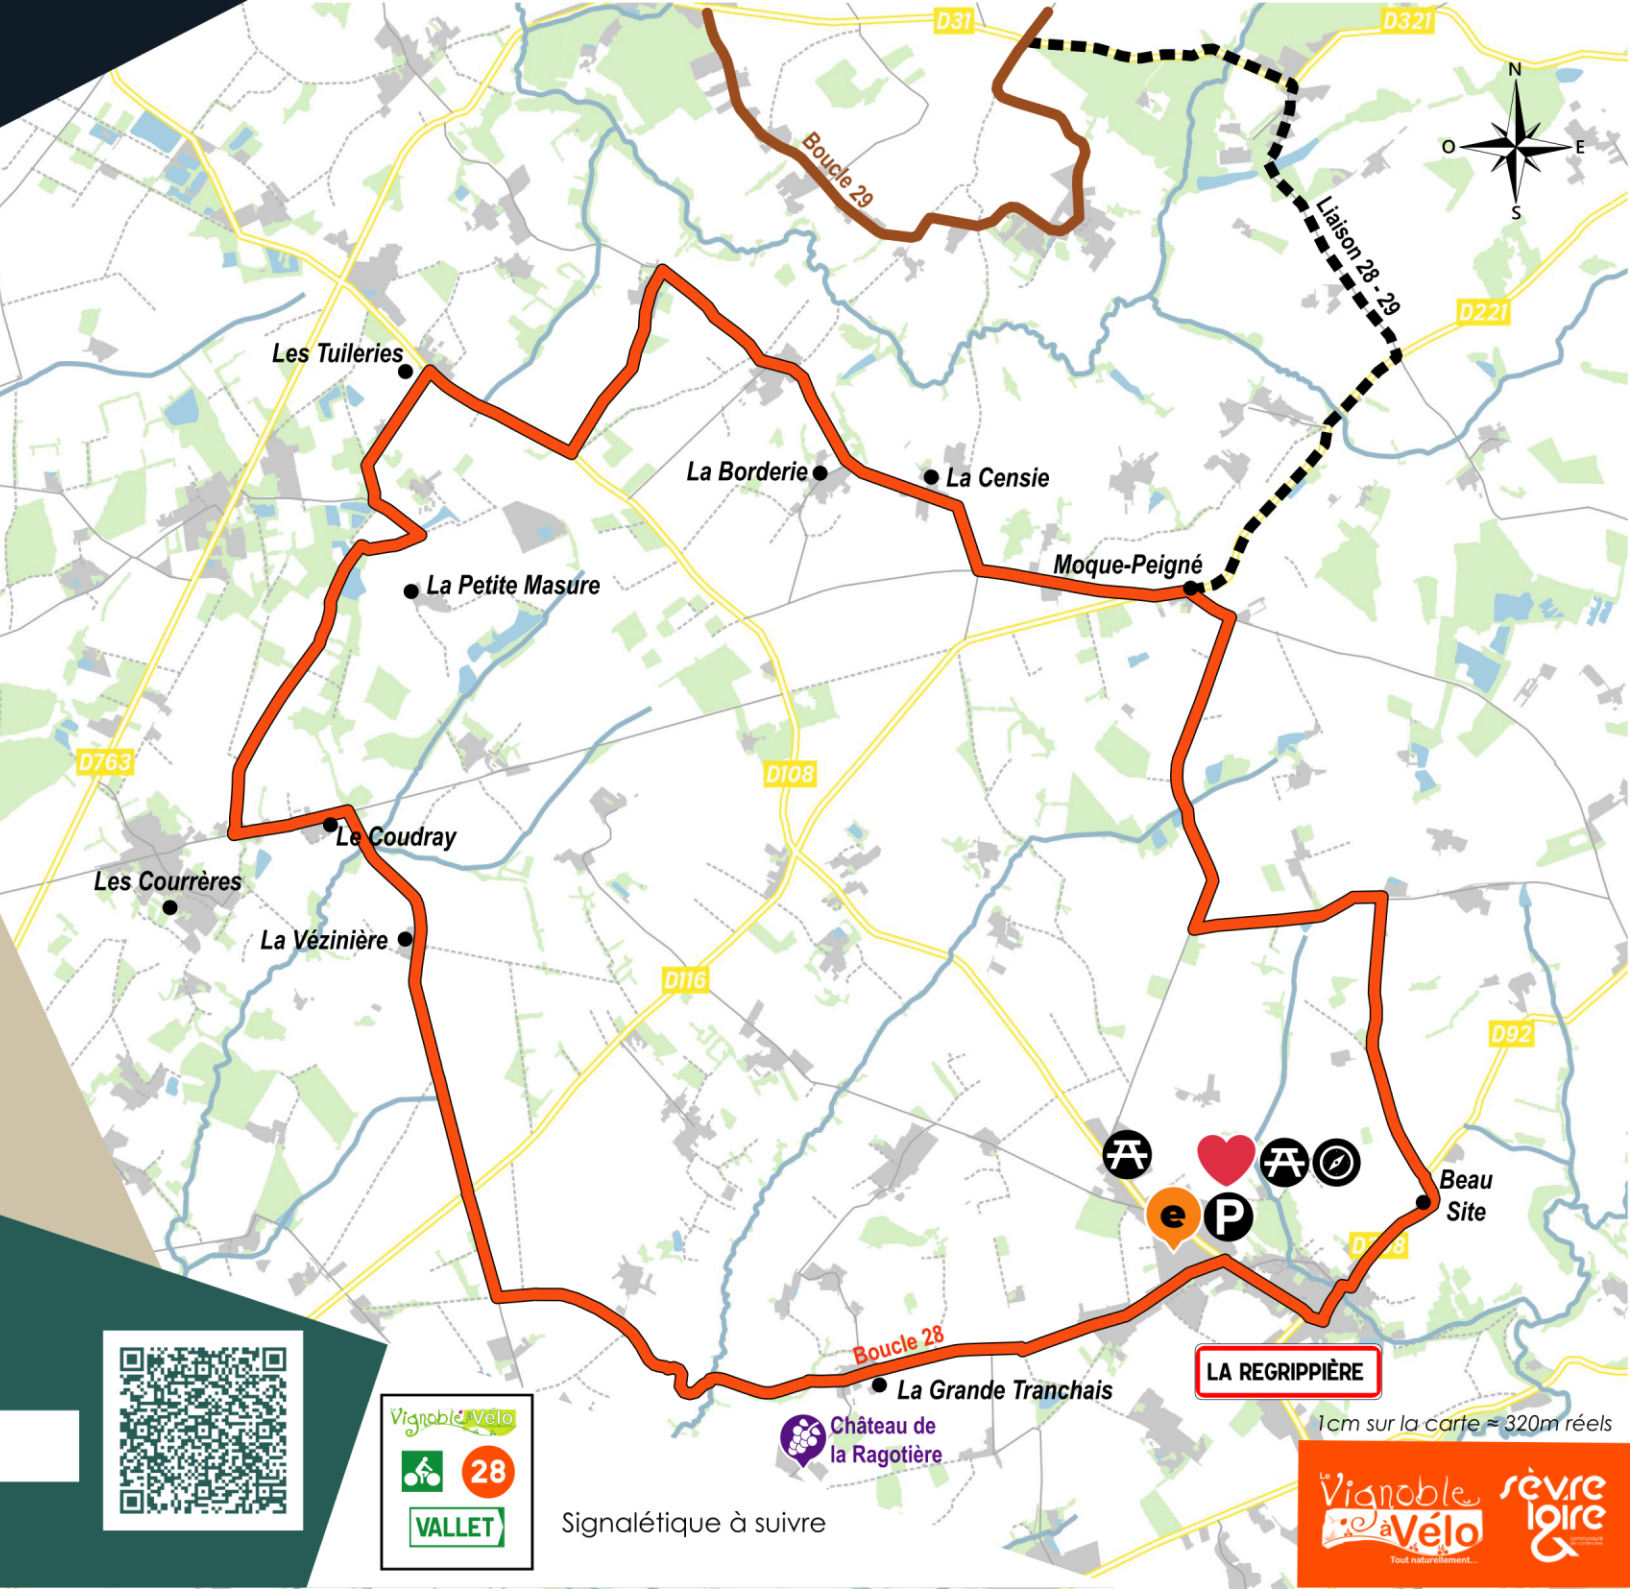 D31
D321
N
O
E
S
Boucle 29
Liaison 28 - 29
D221
Les Tuileries
La Borderie
La Censie
Moque-Peigné
La Petite Masure
D763
D108
Le Coudray
Les Courrères
La Vézinière
D116
D92
Beau
Site
e
P
Boucle 28
La Grande Tranchais
LA REGRIPPIÈRE
1cm sur la carte ≈ 320m réels
Château de
la Ragotière
Vignoble à Vélo
28
VALLET
Signalétique à suivre
Le
Vignoble
à Vélo
Tout naturellement...
sèvre
& loire
communauté
de communes